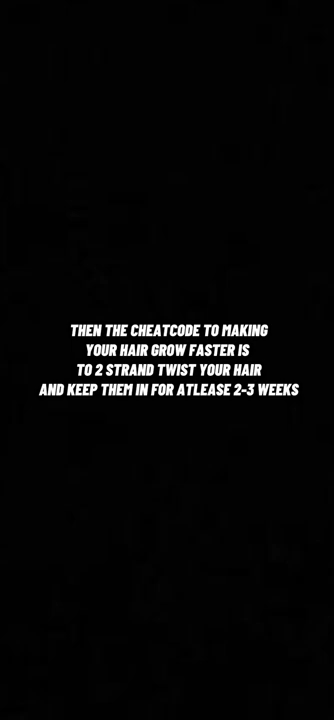 THEN THE CHEATCODE TO MAKING
YOUR HAIR GROW FASTER IS
TO 2 STRAND TWIST YOUR HAIR
AND KEEP THEM IN FOR ATLEASE 2-3 WEEKS